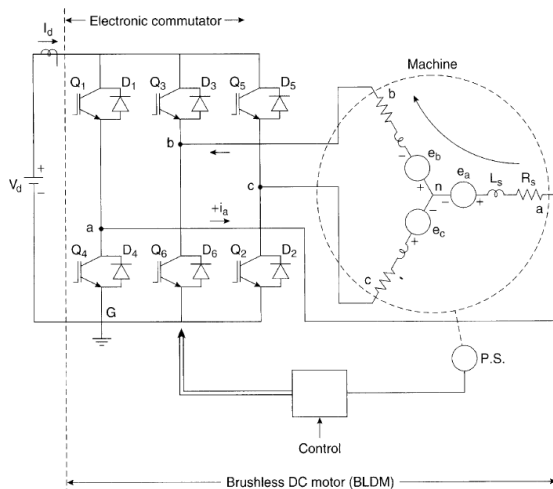 Electronic commutator
I_d
Q_1 D_1 Q_3 D_3 Q_5 D_5
Machine
b
b
e_b
e_a L_s R_s
n
a
+ − + − + − + −
V_d
c
+i_a
a
e_c
c
Q_4 D_4 Q_6 D_6 Q_2 D_2
G
P.S.
Control
Brushless DC motor (BLDM)